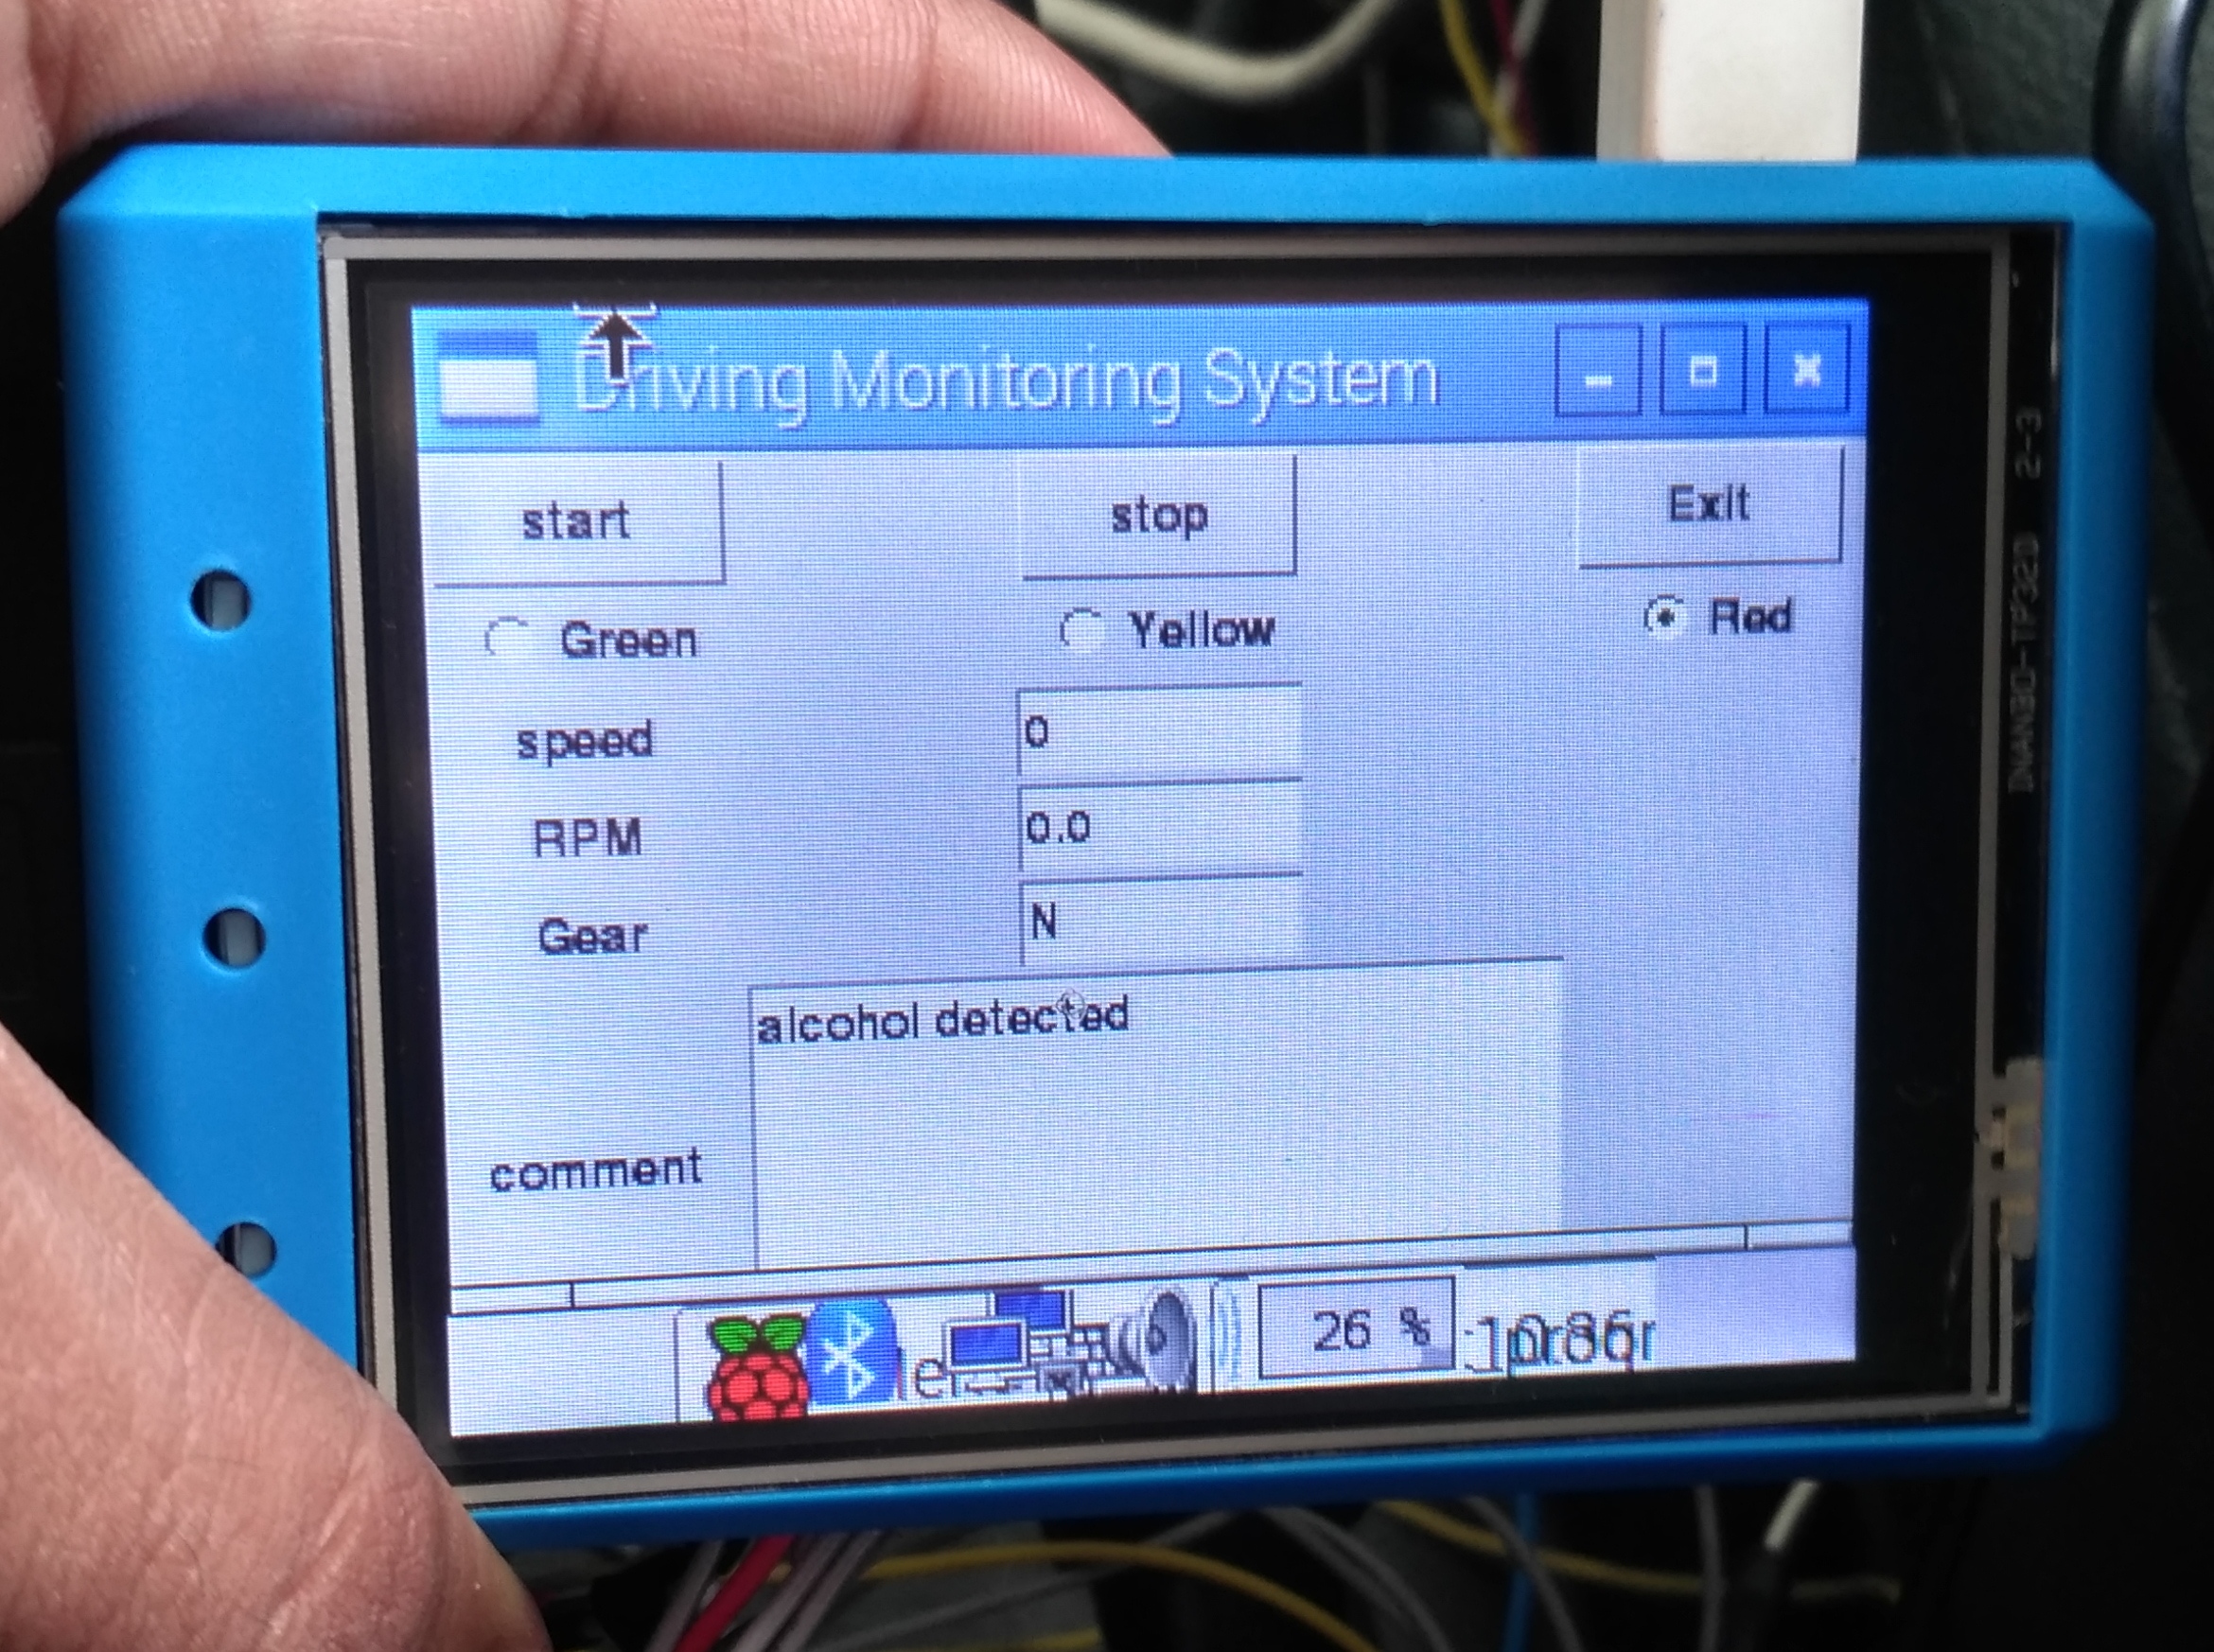 Driving Monitoring System
start stop Exit
Green Yellow Red
speed 0
RPM 0.0
Gear N
alcohol detected
comment
26 %